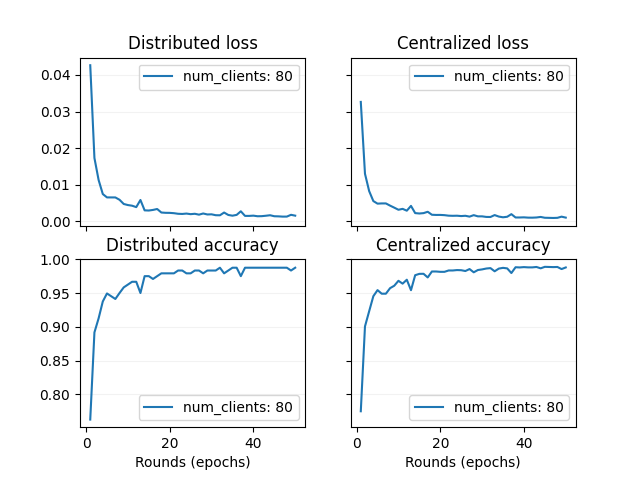 Distributed loss
Centralized loss
0.04
0.03
0.02
0.01
0.00
num_clients: 80
num_clients: 80
Distributed accuracy
Centralized accuracy
1.00
0.95
0.90
0.85
0.80
num_clients: 80
num_clients: 80
0
20
40
0
20
40
Rounds (epochs)
Rounds (epochs)